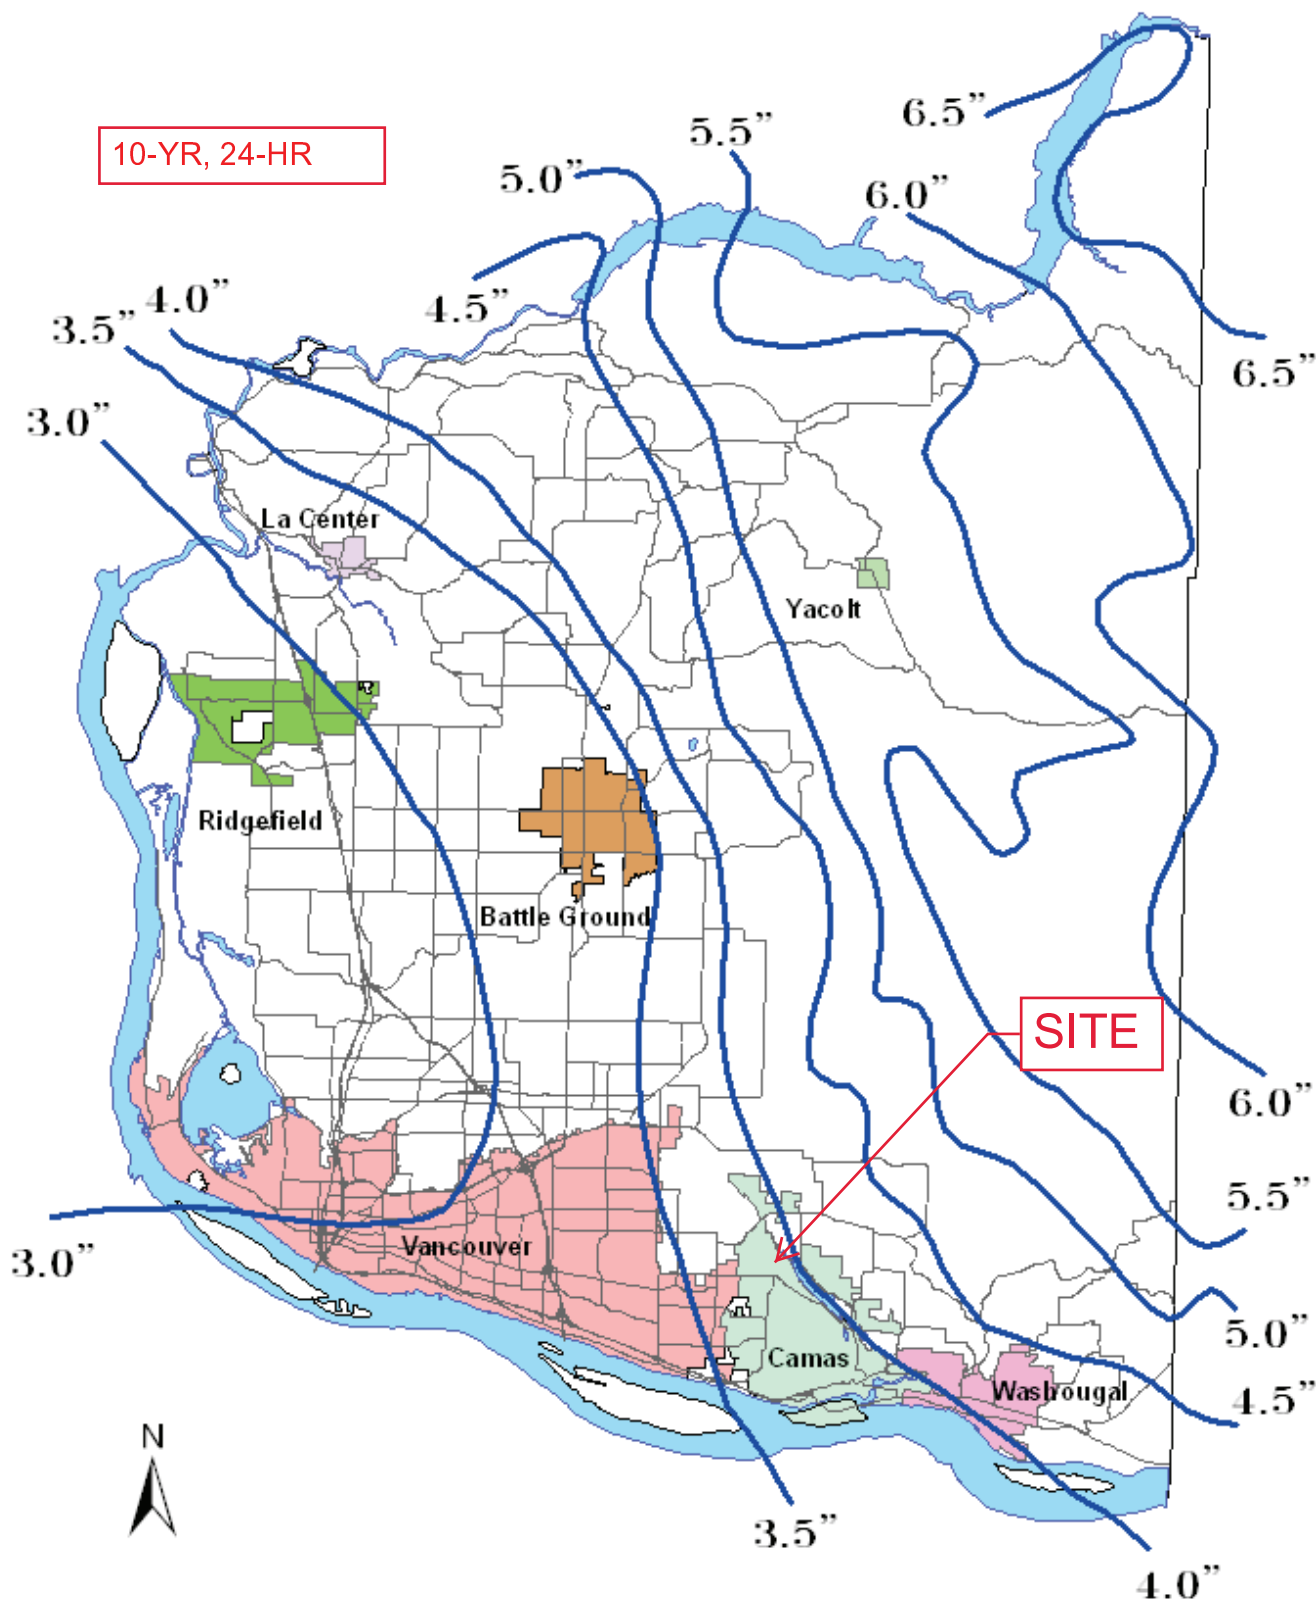 6.5”
5.5”
10-YR, 24-HR
5.0”
6.0”
4.0”
4.5”
3.5”
6.5”
3.0”
La Center
Yacolt
Ridgefield
Battle Ground
SITE
6.0”
5.5”
Vancouver
3.0”
5.0”
Camas
Washougal
4.5”
N
3.5”
4.0”